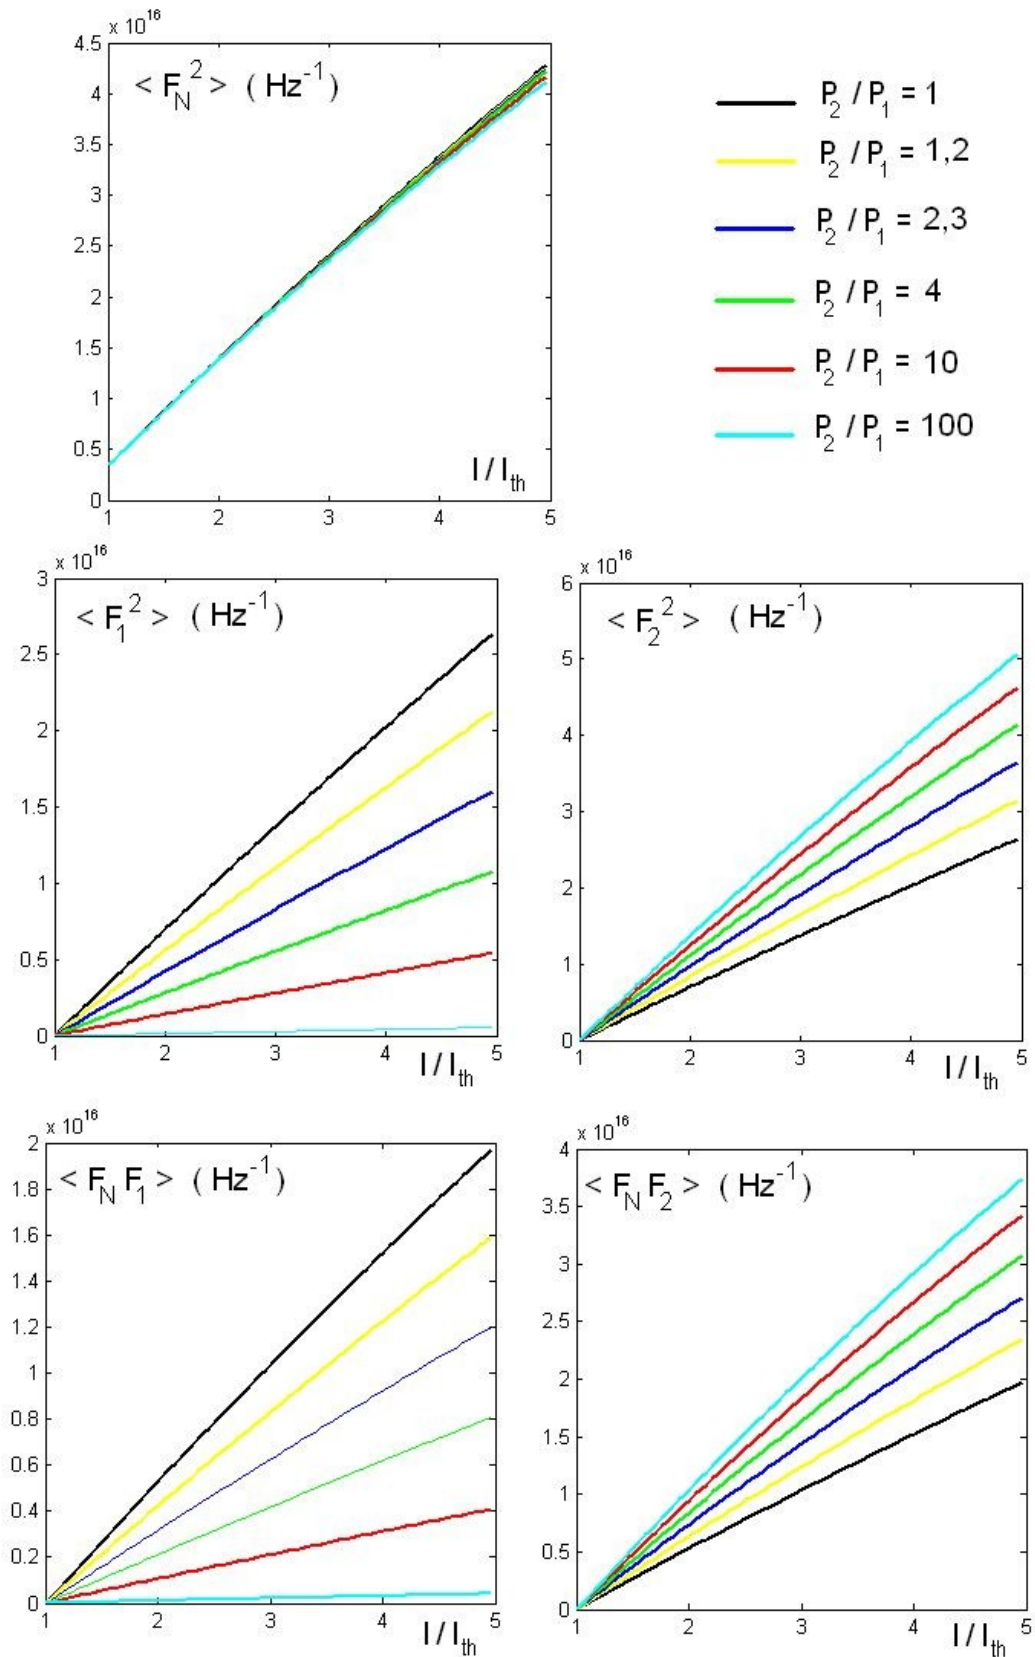 x 10^16
< F_N^2 > ( Hz^-1 )
4.5
4
3.5
3
2.5
2
1.5
1
0.5
0
1 2 3 4 5
I / I_th
P_2 / P_1 = 1
P_2 / P_1 = 1,2
P_2 / P_1 = 2,3
P_2 / P_1 = 4
P_2 / P_1 = 10
P_2 / P_1 = 100
x 10^16
< F_1^2 > ( Hz^-1 )
3
2.5
2
1.5
1
0.5
0
1 2 3 4 5
I / I_th
x 10^16
< F_2^2 > ( Hz^-1 )
6
5
4
3
2
1
0
1 2 3 4 5
I / I_th
x 10^16
< F_N F_1 > ( Hz^-1 )
2
1.8
1.6
1.4
1.2
1
0.8
0.6
0.4
0.2
0
1 2 3 4 5
I / I_th
x 10^16
< F_N F_2 > ( Hz^-1 )
4
3.5
3
2.5
2
1.5
1
0.5
0
1 2 3 4 5
I / I_th